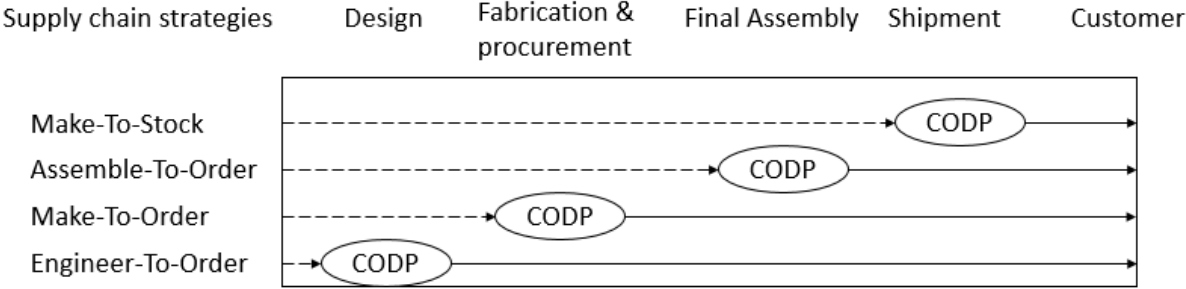 Supply chain strategies Design Fabrication & procurement Final Assembly Shipment Customer
Make-To-Stock CODP
Assemble-To-Order CODP
Make-To-Order CODP
Engineer-To-Order CODP